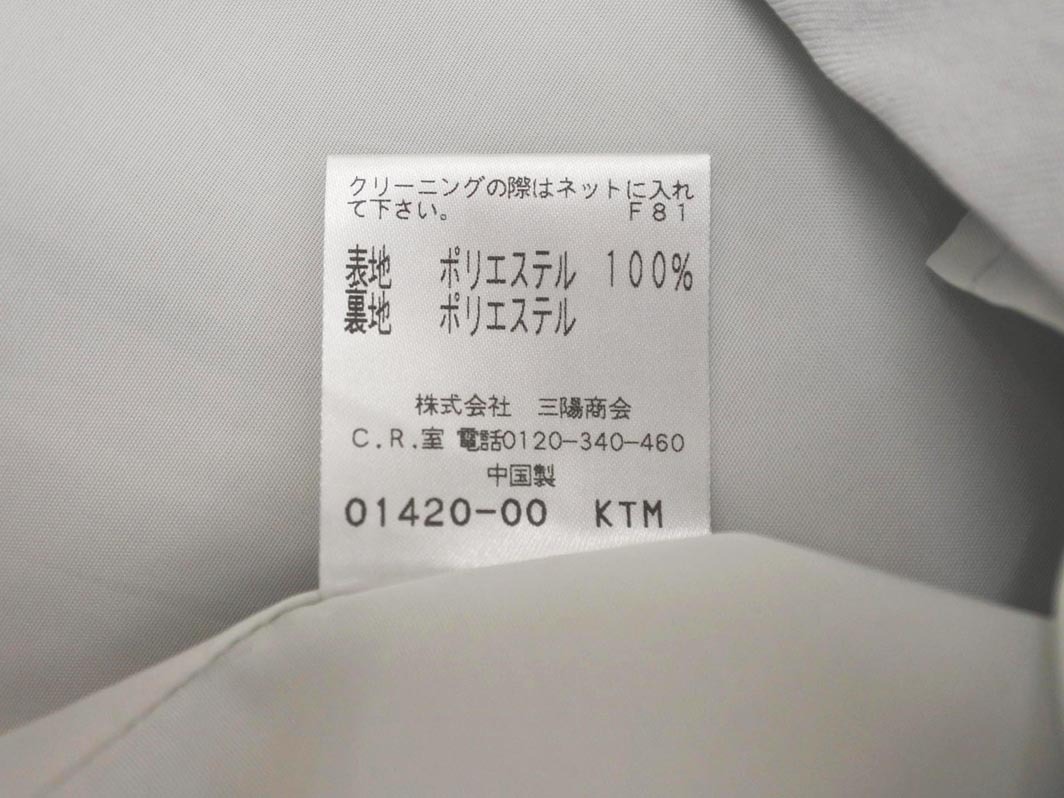 クリーニングの際はネットに入れ
て下さい。 F81
表地 ポリエステル 100%
裏地 ポリエステル
株式会社 三陽商会
C.R.室 電話0120-340-460
中国製
01420-00 KTM